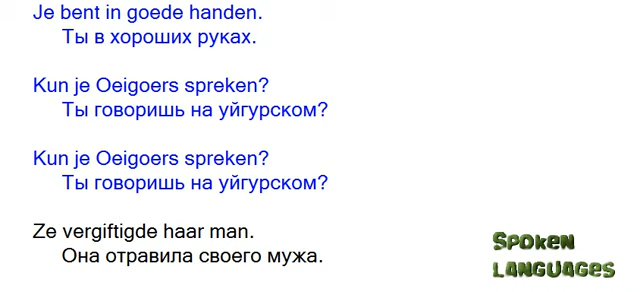 Je bent in goede handen.
Ты в хороших руках.
Kun je Oeigoers spreken?
Ты говоришь на уйгурском?
Kun je Oeigoers spreken?
Ты говоришь на уйгурском?
Ze vergiftigde haar man.
Она отравила своего мужа.
Spoken
Languages